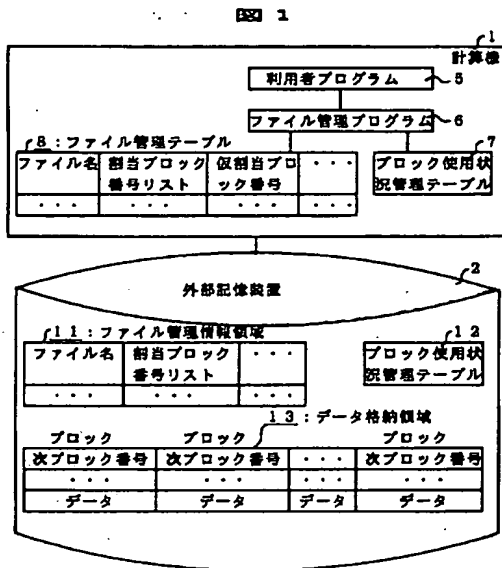 図 1
1
計算機
利用者プログラム 5
ファイル管理プログラム 6
8:ファイル管理テーブル
7
ファイル名 割当ブロック番号リスト 仮割当ブロック番号 ・・・
・・・ ・・・ ・・・ ・・・
ブロック使用状況管理テーブル
2
外部記憶装置
11:ファイル管理情報領域
12
ファイル名 割当ブロック番号リスト ・・・
・・・ ・・・ ・・・
ブロック使用状況管理テーブル
13:データ格納領域
ブロック ブロック ブロック
次ブロック番号 次ブロック番号 ・・・ 次ブロック番号
・・・ ・・・ ・・・ ・・・
データ データ データ データ